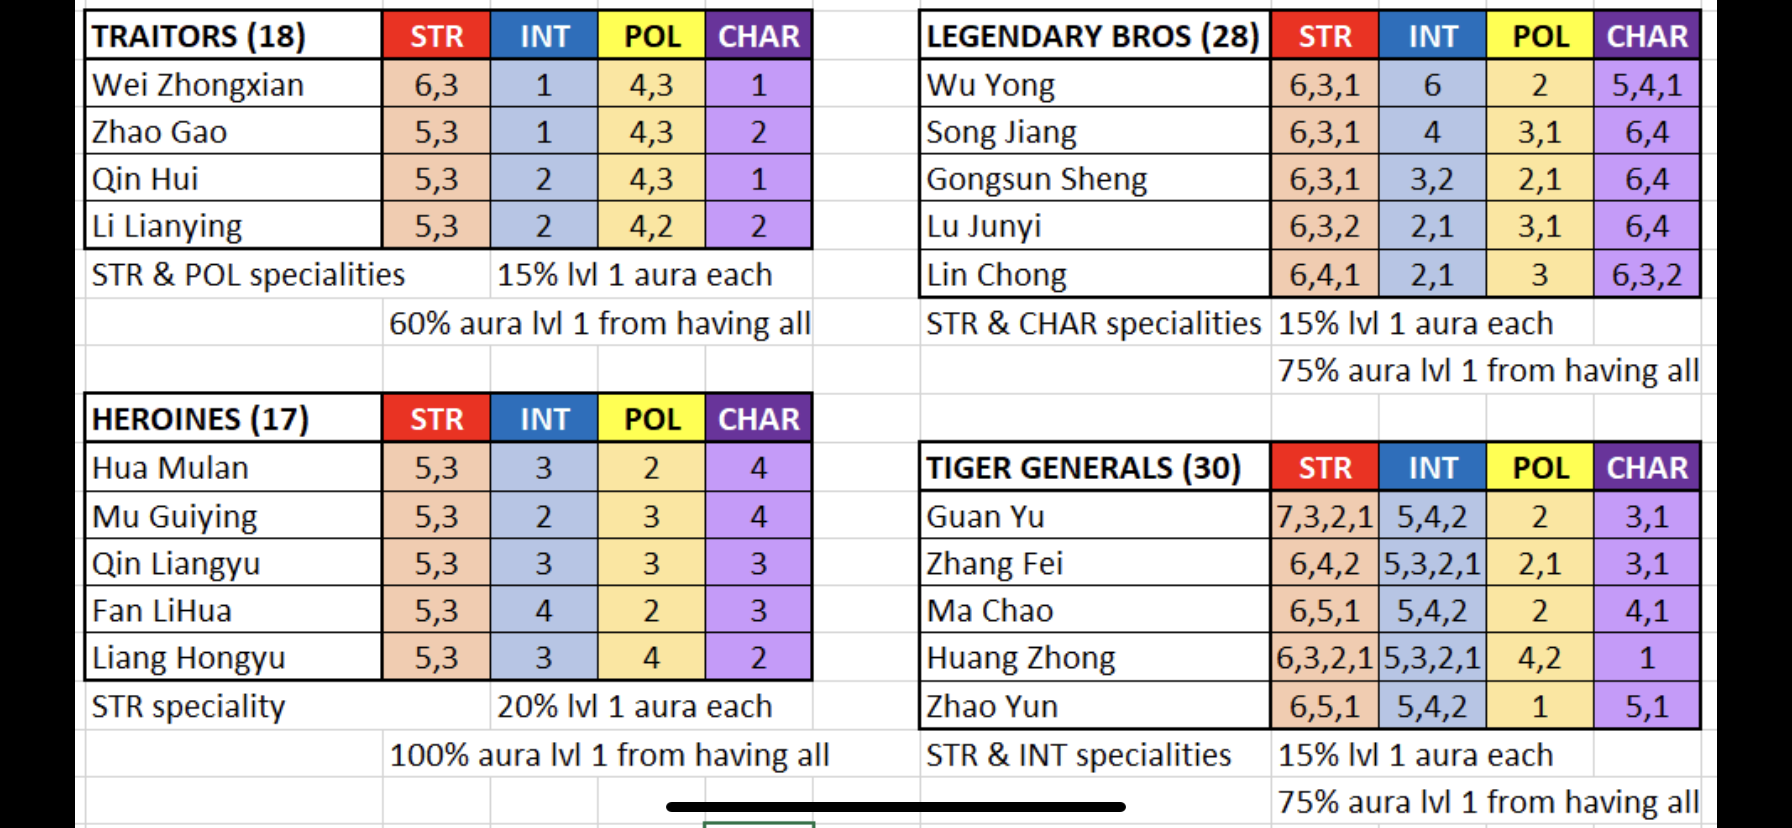 TRAITORS (18) STR INT POL CHAR
Wei Zhongxian 6,3 1 4,3 1
Zhao Gao 5,3 1 4,3 2
Qin Hui 5,3 2 4,3 1
Li Lianying 5,3 2 4,2 2
STR & POL specialities 15% lvl 1 aura each
60% aura lvl 1 from having all
HEROINES (17) STR INT POL CHAR
Hua Mulan 5,3 3 2 4
Mu Guiying 5,3 2 3 4
Qin Liangyu 5,3 3 3 3
Fan LiHua 5,3 4 2 3
Liang Hongyu 5,3 3 4 2
STR speciality 20% lvl 1 aura each
100% aura lvl 1 from having all
LEGENDARY BROS (28) STR INT POL CHAR
Wu Yong 6,3,1 6 2 5,4,1
Song Jiang 6,3,1 4 3,1 6,4
Gongsun Sheng 6,3,1 3,2 2,1 6,4
Lu Junyi 6,3,2 2,1 3,1 6,4
Lin Chong 6,4,1 2,1 3 6,3,2
STR & CHAR specialities 15% lvl 1 aura each
75% aura lvl 1 from having all
TIGER GENERALS (30) STR INT POL CHAR
Guan Yu 7,3,2,1 5,4,2 2 3,1
Zhang Fei 6,4,2 5,3,2,1 2,1 3,1
Ma Chao 6,5,1 5,4,2 2 4,1
Huang Zhong 6,3,2,1 5,3,2,1 4,2 1
Zhao Yun 6,5,1 5,4,2 1 5,1
STR & INT specialities 15% lvl 1 aura each
75% aura lvl 1 from having all